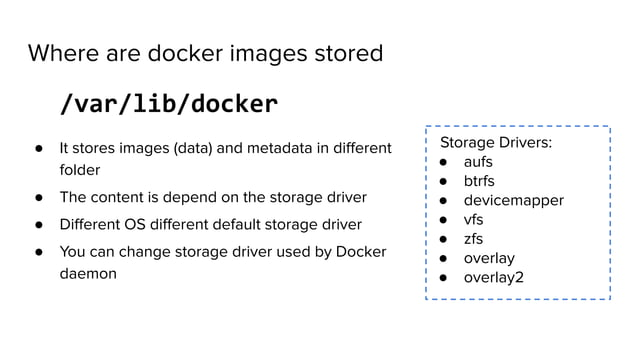 Where are docker images stored
/var/lib/docker
● It stores images (data) and metadata in different
folder
● The content is depend on the storage driver
● Different OS different default storage driver
● You can change storage driver used by Docker
daemon
Storage Drivers:
● aufs
● btrfs
● devicemapper
● vfs
● zfs
● overlay
● overlay2